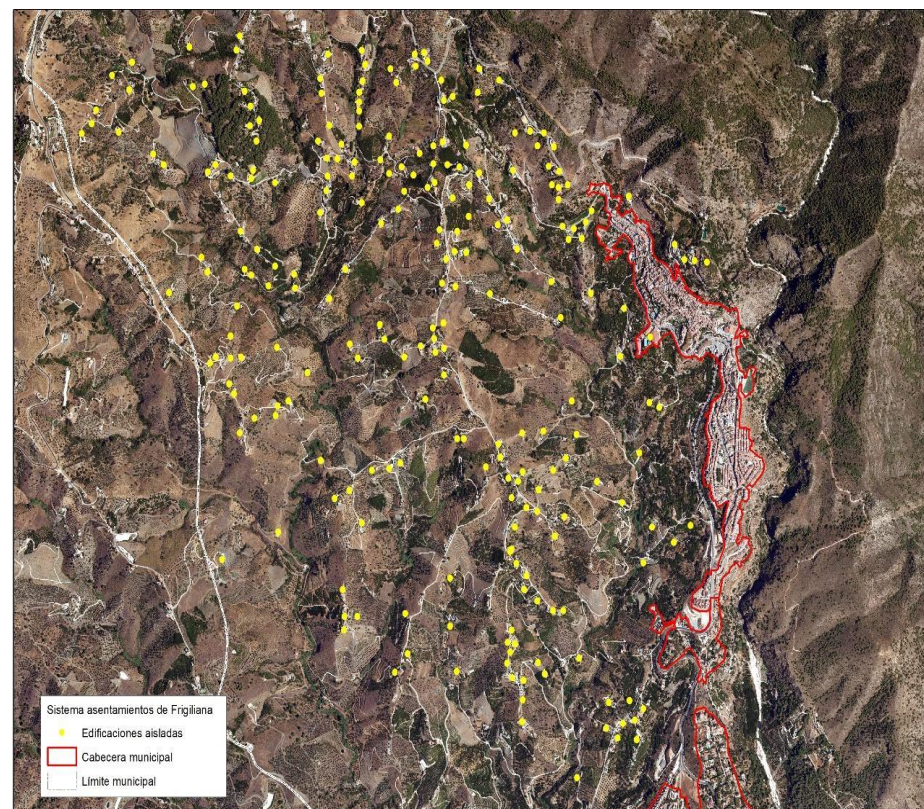 Sistema asentamientos de Frigiliana
Edificaciones aisladas
Cabecera municipal
Límite municipal